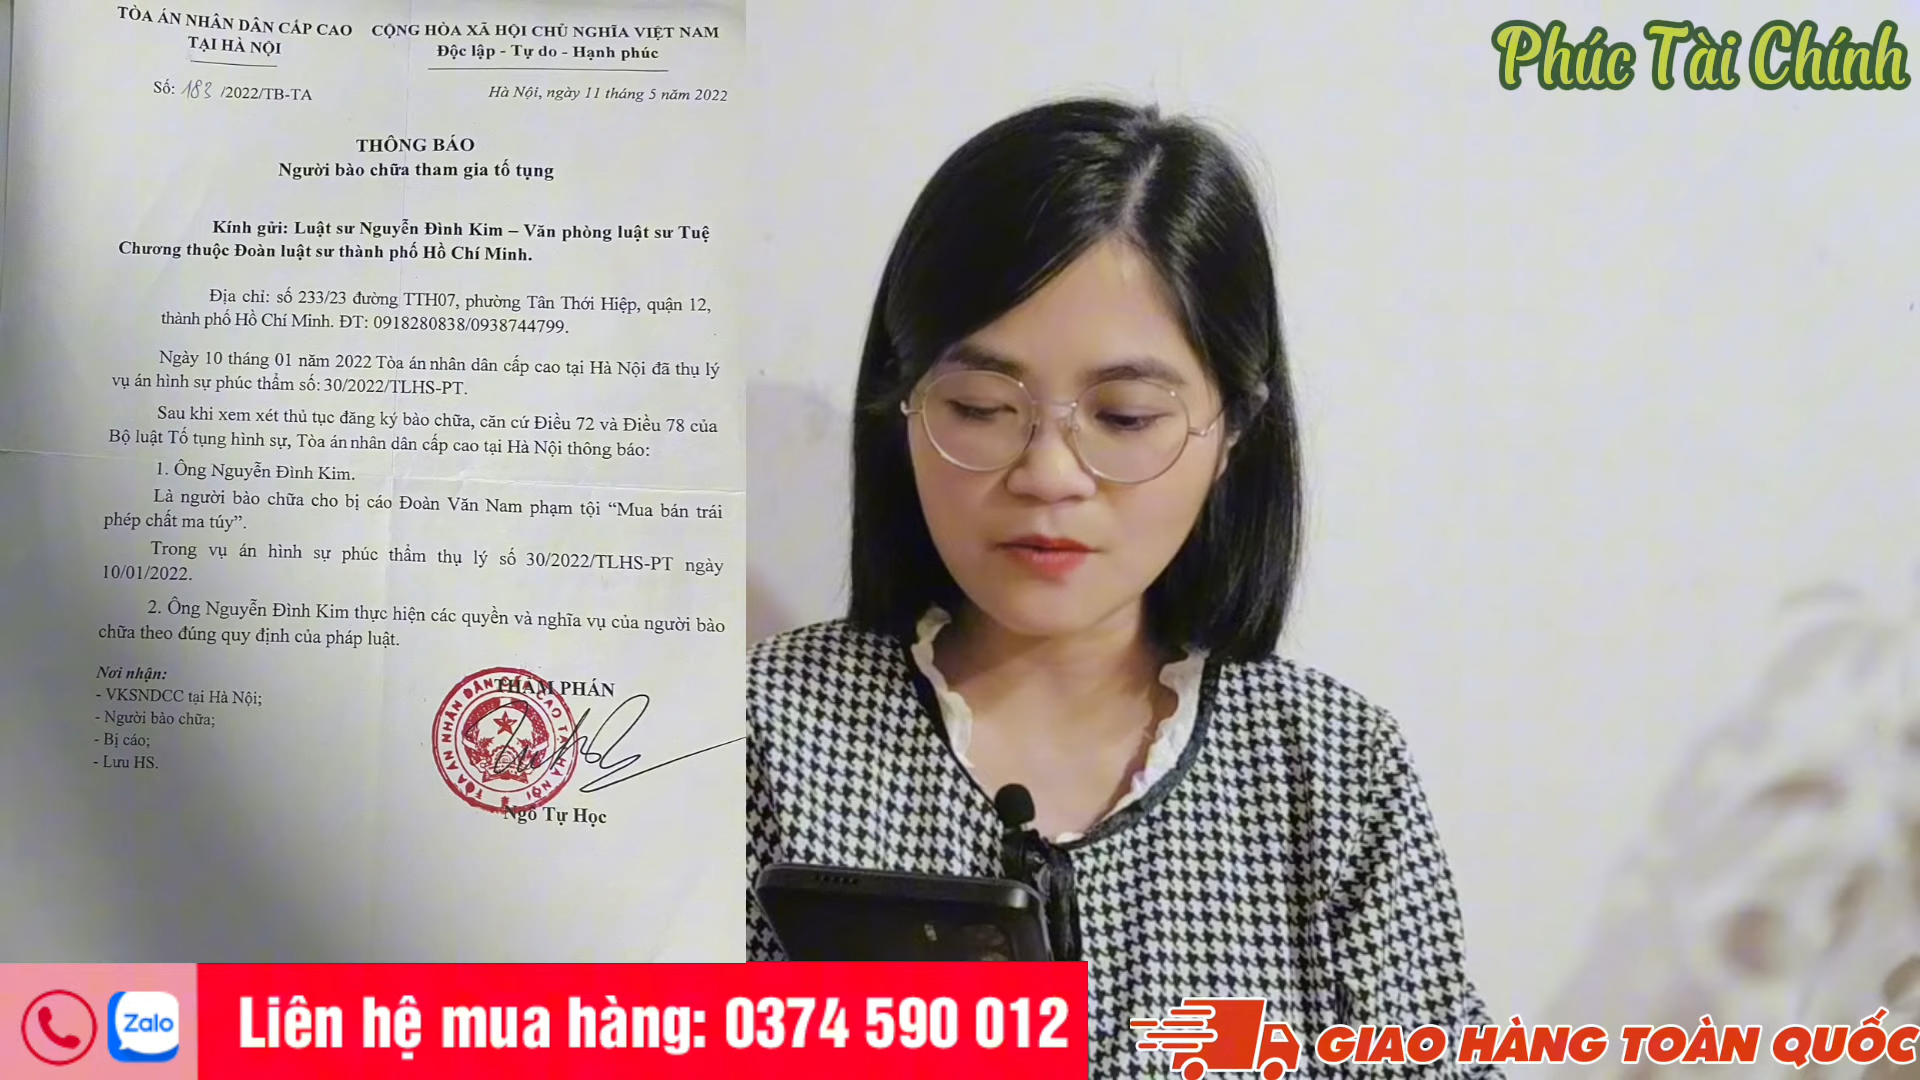 TÒA ÁN NHÂN DÂN CẤP CAO
TẠI HÀ NỘI
CỘNG HÒA XÃ HỘI CHỦ NGHĨA VIỆT NAM
Độc lập - Tự do - Hạnh phúc
Số: 183 /2022/TB-TA
Hà Nội, ngày 11 tháng 5 năm 2022
THÔNG BÁO
Người bào chữa tham gia tố tụng
Kính gửi: Luật sư Nguyễn Đình Kim – Văn phòng luật sư Tuệ
Chương thuộc Đoàn luật sư thành phố Hồ Chí Minh.
Địa chỉ: số 233/23 đường TTH07, phường Tân Thới Hiệp, quận 12,
thành phố Hồ Chí Minh. ĐT: 0918280838/0938744799.
Ngày 10 tháng 01 năm 2022 Tòa án nhân dân cấp cao tại Hà Nội đã thụ lý
vụ án hình sự phúc thẩm số: 30/2022/TLHS-PT.
Sau khi xem xét thủ tục đăng ký bào chữa, căn cứ Điều 72 và Điều 78 của
Bộ luật Tố tụng hình sự, Tòa án nhân dân cấp cao tại Hà Nội thông báo:
1. Ông Nguyễn Đình Kim.
Là người bào chữa cho bị cáo Đoàn Văn Nam phạm tội “Mua bán trái
phép chất ma túy”.
Trong vụ án hình sự phúc thẩm thụ lý số 30/2022/TLHS-PT ngày
10/01/2022.
2. Ông Nguyễn Đình Kim thực hiện các quyền và nghĩa vụ của người bào
chữa theo đúng quy định của pháp luật.
Nơi nhận:
- VKSNDCC tại Hà Nội;
- Người bào chữa;
- Bị cáo;
- Lưu HS.
THẨM PHÁN
TÒA ÁN NHÂN DÂN CẤP CAO TẠI HÀ NỘI
Ngô Tự Học
Phúc Tài Chính
Zalo
Liên hệ mua hàng: 0374 590 012
GIAO HÀNG TOÀN QUỐC